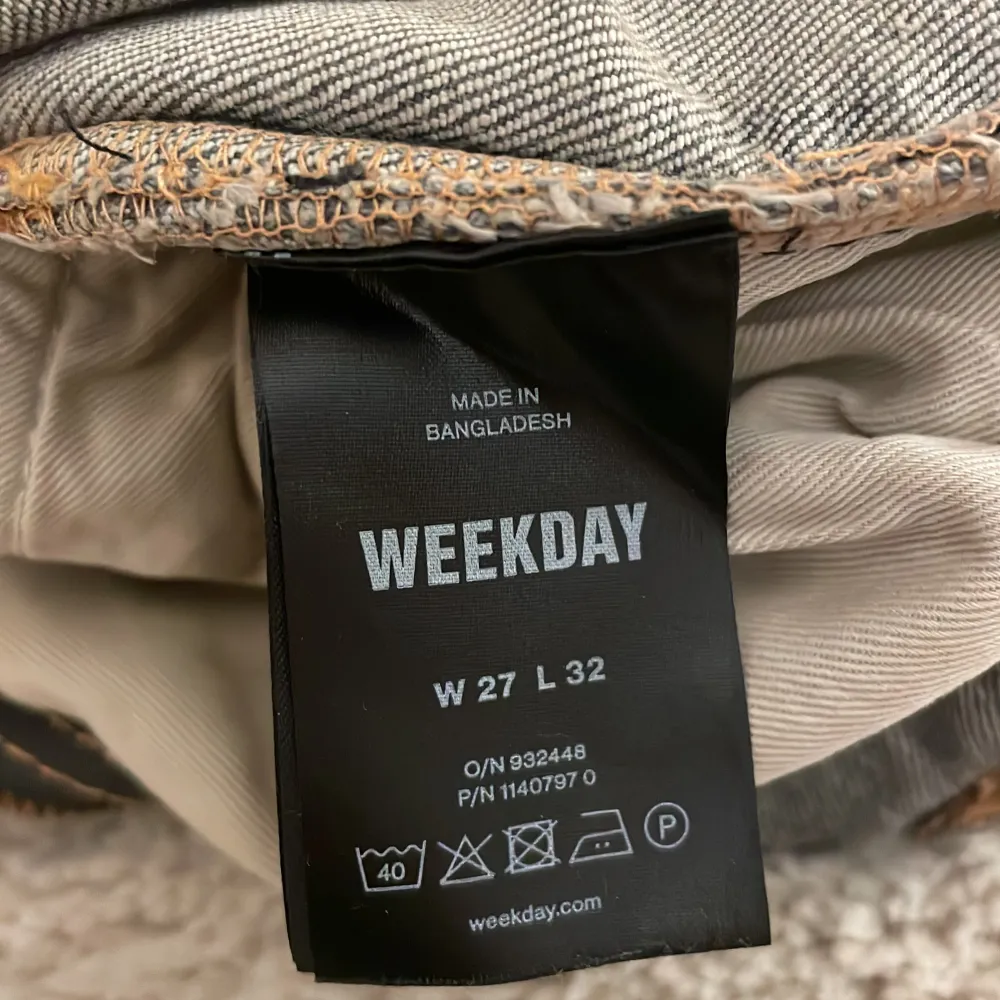 MADE IN
BANGLADESH
WEEKDAY
W 27 L 32
O/N 932448
P/N 1140797 0
40
P
weekday.com